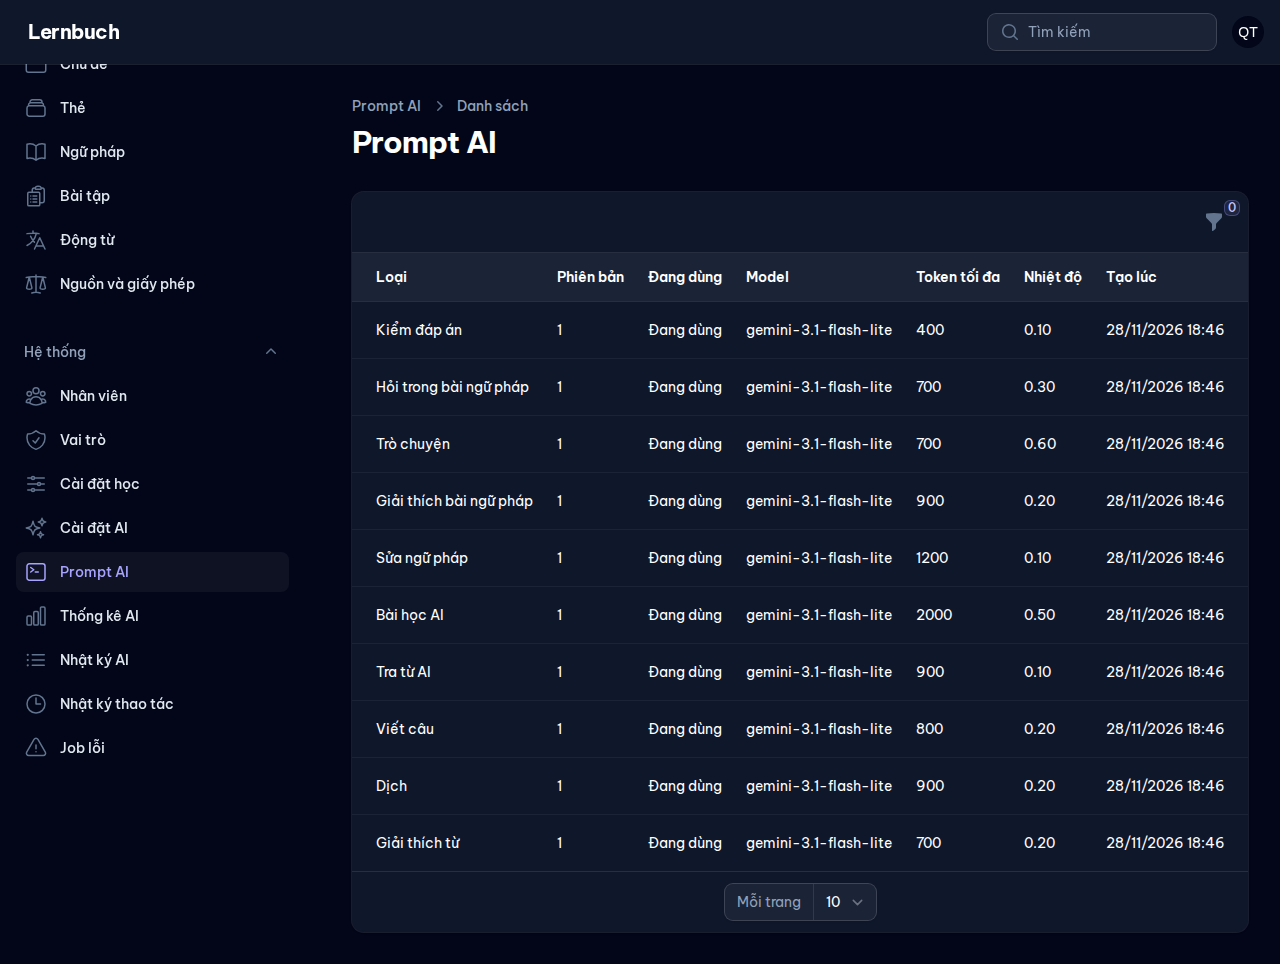 Lernbuch
Tìm kiếm
QT
Chủ đề
Thẻ
Ngữ pháp
Bài tập
Động từ
Nguồn và giấy phép
Hệ thống
Nhân viên
Vai trò
Cài đặt học
Cài đặt AI
Prompt AI
Thống kê AI
Nhật ký AI
Nhật ký thao tác
Job lỗi
Prompt AI > Danh sách
Prompt AI
0
Loại Phiên bản Đang dùng Model Token tối đa Nhiệt độ Tạo lúc
Kiểm đáp án 1 Đang dùng gemini-3.1-flash-lite 400 0.10 28/11/2026 18:46
Hỏi trong bài ngữ pháp 1 Đang dùng gemini-3.1-flash-lite 700 0.30 28/11/2026 18:46
Trò chuyện 1 Đang dùng gemini-3.1-flash-lite 700 0.60 28/11/2026 18:46
Giải thích bài ngữ pháp 1 Đang dùng gemini-3.1-flash-lite 900 0.20 28/11/2026 18:46
Sửa ngữ pháp 1 Đang dùng gemini-3.1-flash-lite 1200 0.10 28/11/2026 18:46
Bài học AI 1 Đang dùng gemini-3.1-flash-lite 2000 0.50 28/11/2026 18:46
Tra từ AI 1 Đang dùng gemini-3.1-flash-lite 900 0.10 28/11/2026 18:46
Viết câu 1 Đang dùng gemini-3.1-flash-lite 800 0.20 28/11/2026 18:46
Dịch 1 Đang dùng gemini-3.1-flash-lite 900 0.20 28/11/2026 18:46
Giải thích từ 1 Đang dùng gemini-3.1-flash-lite 700 0.20 28/11/2026 18:46
Mỗi trang 10